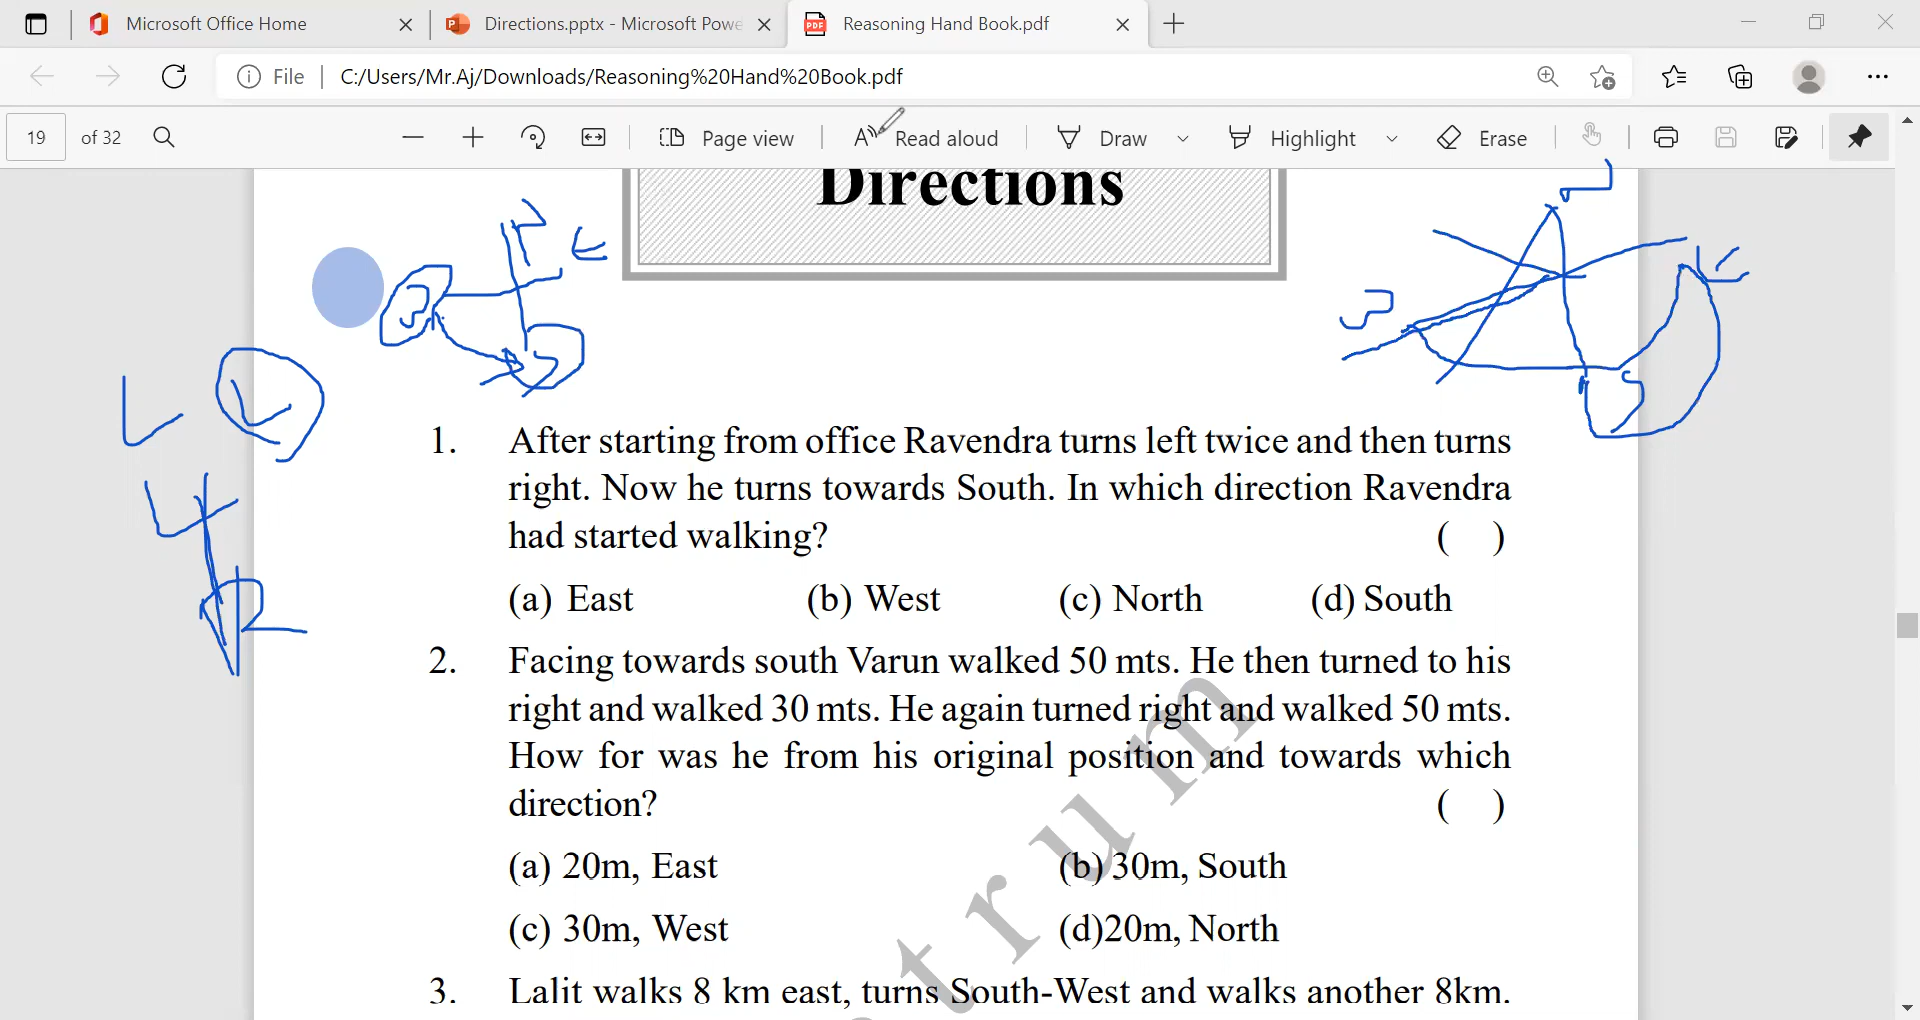 Microsoft Office Home
Directions.pptx - Microsoft Powe
Reasoning Hand Book.pdf
File
C:/Users/Mr.Aj/Downloads/Reasoning%20Hand%20Book.pdf
19 of 32
Page view
Read aloud
Draw
Highlight
Erase
Directions
E
S
L
L
L
R
E
S
1. After starting from office Ravendra turns left twice and then turns
right. Now he turns towards South. In which direction Ravendra
had started walking? ( )
(a) East (b) West (c) North (d) South
2. Facing towards south Varun walked 50 mts. He then turned to his
right and walked 30 mts. He again turned right and walked 50 mts.
How for was he from his original position and towards which
direction? ( )
(a) 20m, East (b) 30m, South
(c) 30m, West (d)20m, North
3. Lalit walks 8 km east, turns South-West and walks another 8km.
trum